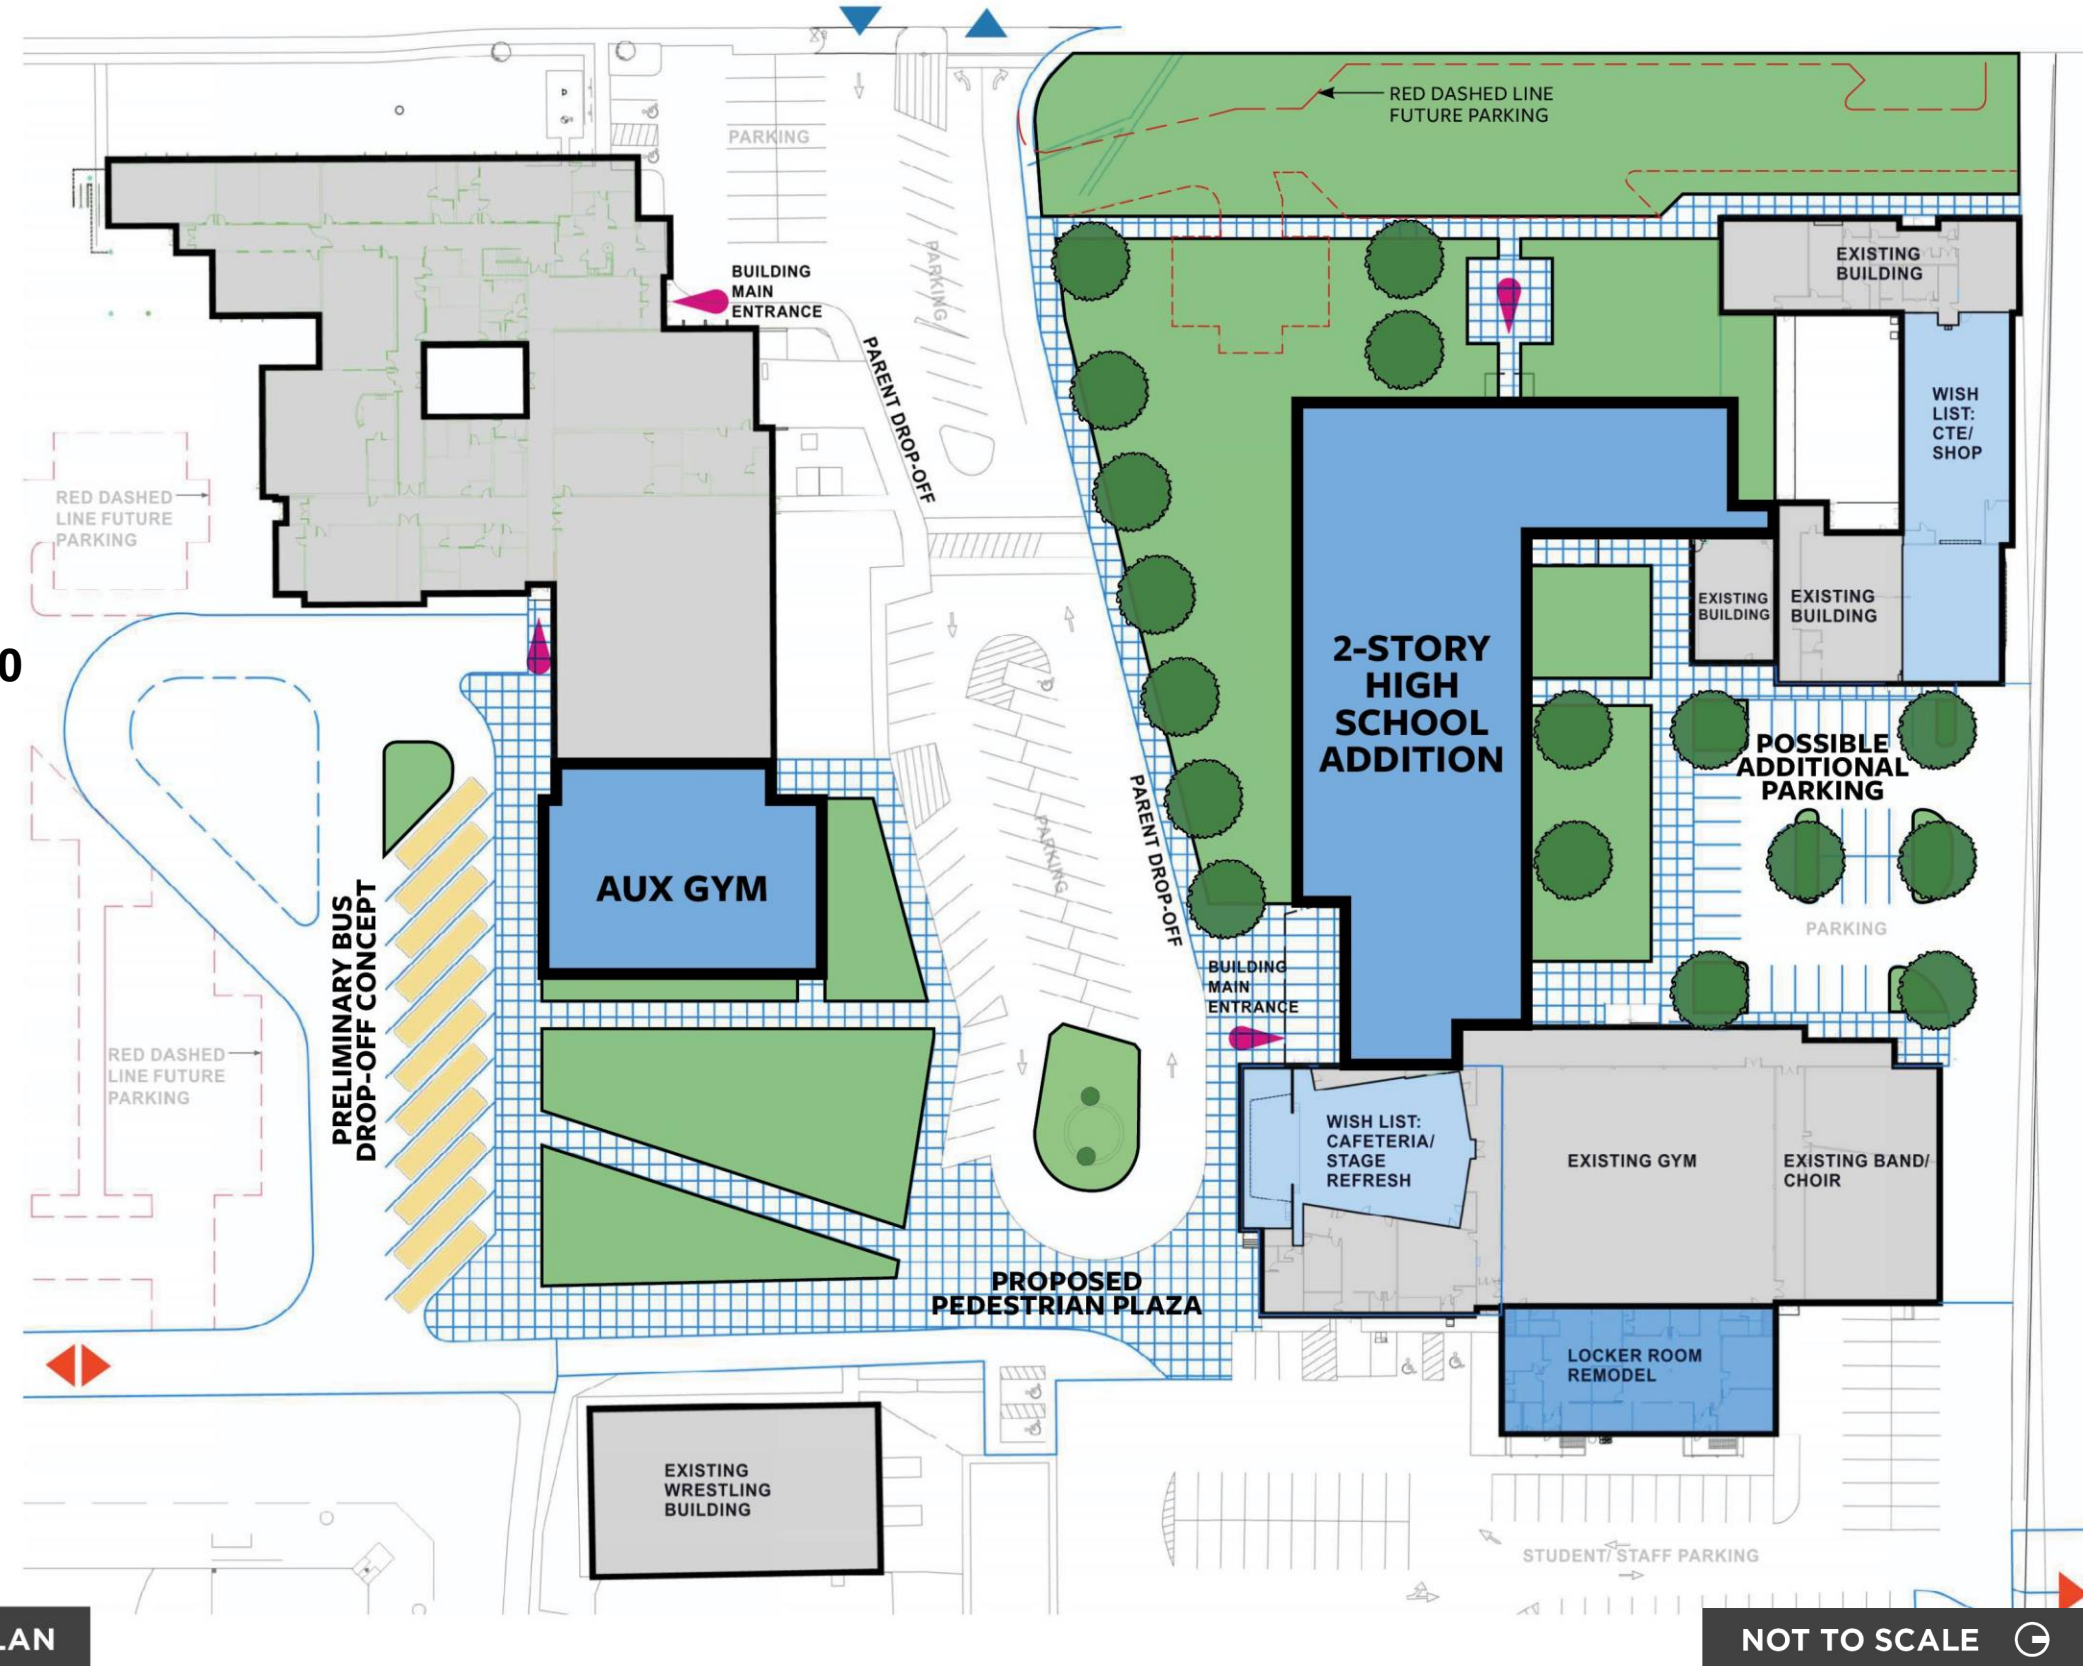 RED DASHED LINE
FUTURE PARKING
PARKING
EXISTING
BUILDING
BUILDING
MAIN
ENTRANCE
PARKING
PARENT DROP-OFF
WISH
LIST:
CTE/
SHOP
RED DASHED
LINE FUTURE
PARKING
EXISTING
BUILDING
EXISTING
BUILDING
0
2-STORY
HIGH
SCHOOL
ADDITION
POSSIBLE
ADDITIONAL
PARKING
PARENT DROP-OFF
PARKING
AUX GYM
PRELIMINARY BUS
DROP-OFF CONCEPT
PARKING
BUILDING
MAIN
ENTRANCE
RED DASHED
LINE FUTURE
PARKING
WISH LIST:
CAFETERIA/
STAGE
REFRESH
EXISTING GYM
EXISTING BAND/
CHOIR
PROPOSED
PEDESTRIAN PLAZA
LOCKER ROOM
REMODEL
EXISTING
WRESTLING
BUILDING
STUDENT/ STAFF PARKING
LAN
NOT TO SCALE